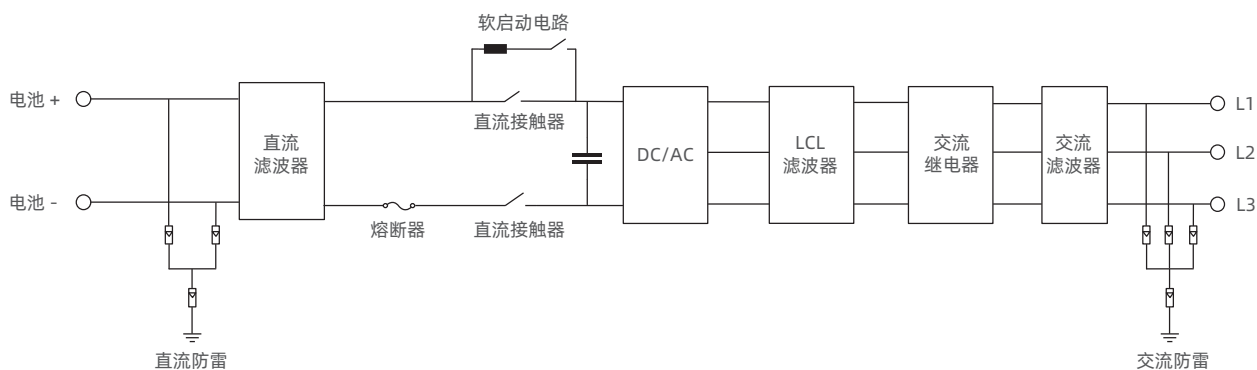 软启动电路
电池 +
直流
滤波器
直流接触器
DC/AC
LCL
滤波器
交流
继电器
交流
滤波器
L1
L2
电池 -
L3
熔断器
直流接触器
直流防雷
交流防雷